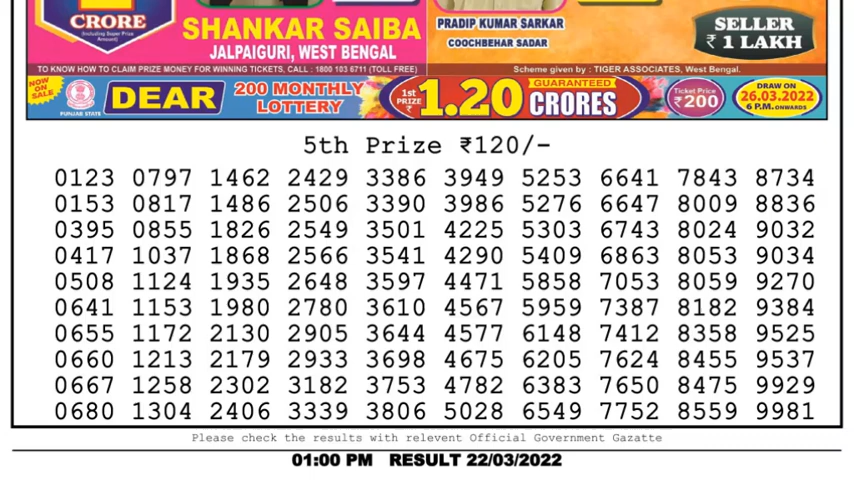 CRORE
(Including Super Prize Amount)
SHANKAR SAIBA
JALPAIGURI, WEST BENGAL
PRADIP KUMAR SARKAR
COOCHBEHAR SADAR
SELLER
₹ 1 LAKH
TO KNOW HOW TO CLAIM PRIZE MONEY FOR WINNING TICKETS, CALL : 1800 103 6711 (TOLL FREE)
Scheme given by : TIGER ASSOCIATES, West Bengal.
NOW ON SALE
PUNJAB STATE
DEAR
200 MONTHLY
LOTTERY
1st PRIZE ₹
1.20
GUARANTEED
CRORES
Ticket Price
₹200
DRAW ON
26.03.2022
6 P.M. ONWARDS
5th Prize ₹120/-
0123 0797 1462 2429 3386 3949 5253 6641 7843 8734
0153 0817 1486 2506 3390 3986 5276 6647 8009 8836
0395 0855 1826 2549 3501 4225 5303 6743 8024 9032
0417 1037 1868 2566 3541 4290 5409 6863 8053 9034
0508 1124 1935 2648 3597 4471 5858 7053 8059 9270
0641 1153 1980 2780 3610 4567 5959 7387 8182 9384
0655 1172 2130 2905 3644 4577 6148 7412 8358 9525
0660 1213 2179 2933 3698 4675 6205 7624 8455 9537
0667 1258 2302 3182 3753 4782 6383 7650 8475 9929
0680 1304 2406 3339 3806 5028 6549 7752 8559 9981
Please check the results with relevent Official Government Gazatte
01:00 PM RESULT 22/03/2022